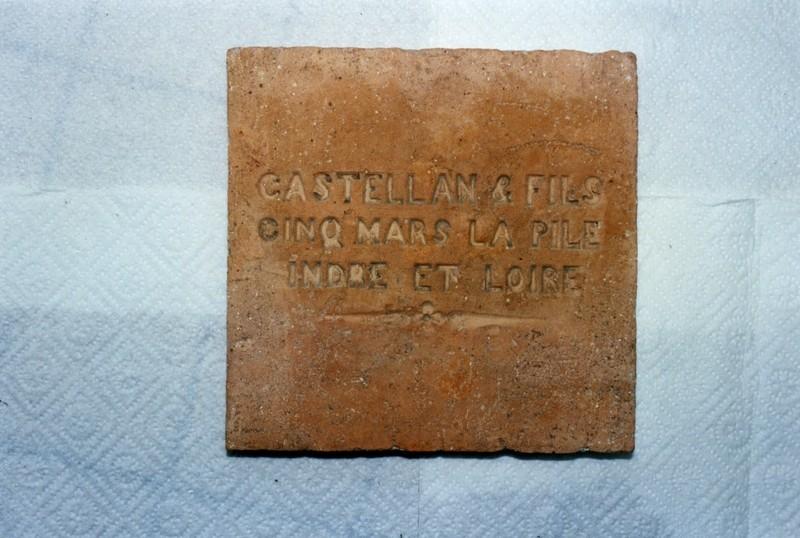 CASTELLAN & FILS
CINQ MARS LA PILE
INDRE ET LOIRE